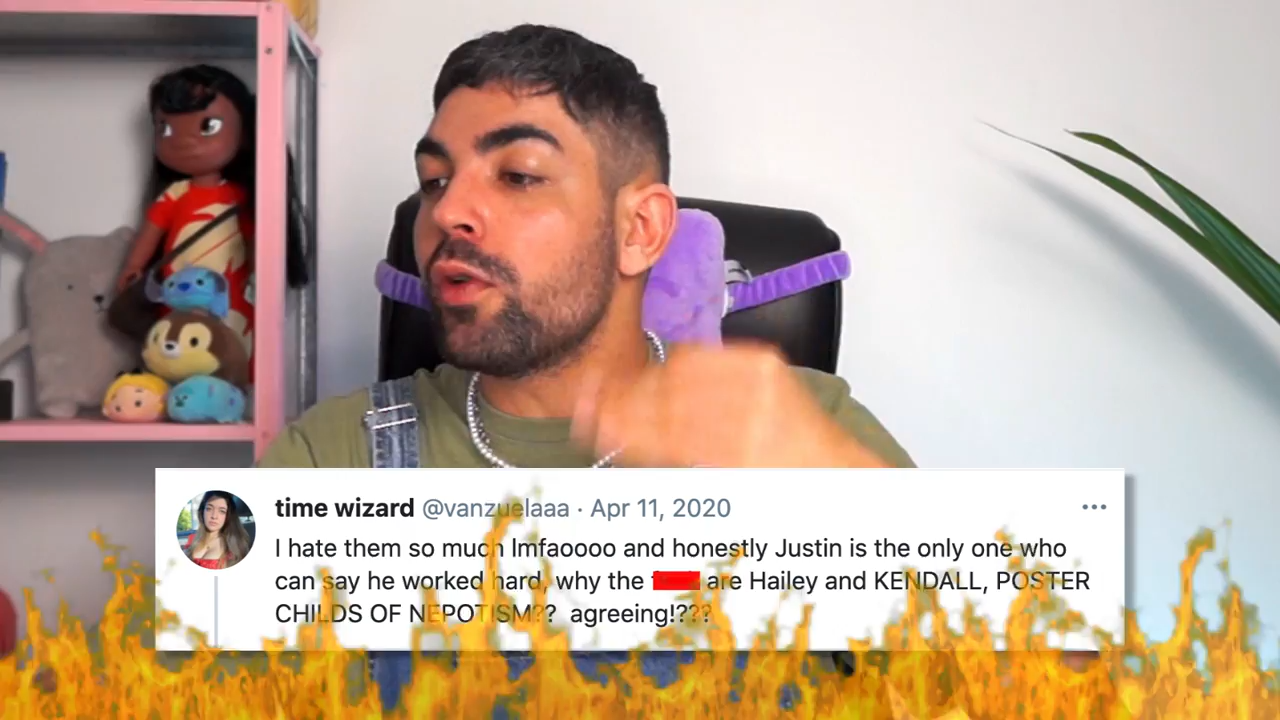 time wizard @vanzuelaaa · Apr 11, 2020
I hate them so much lmfaoooo and honestly Justin is the only one who
can say he worked hard, why the are Hailey and KENDALL, POSTER
CHILDS OF NEPOTISM?? agreeing!???